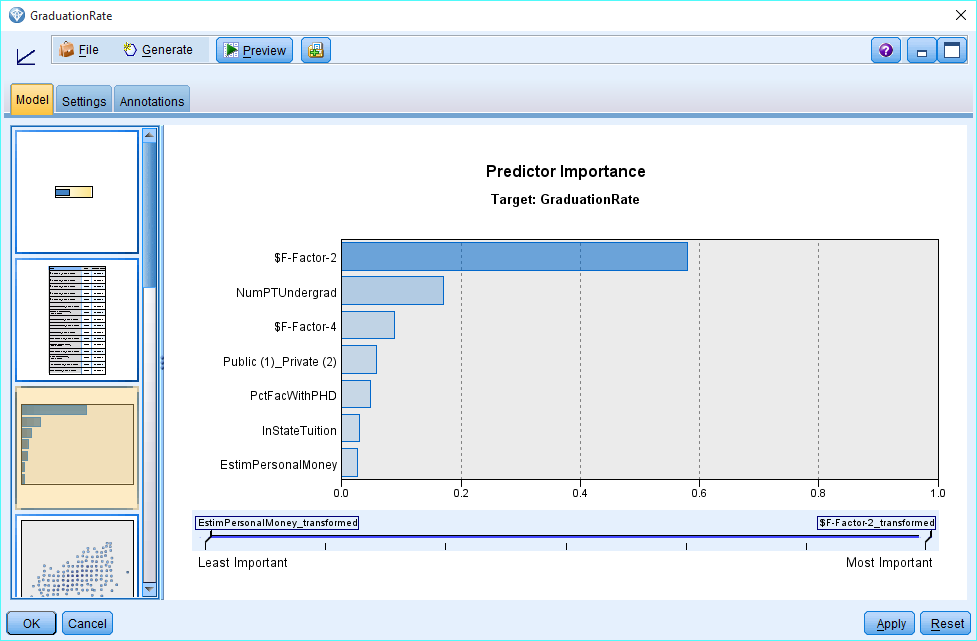 GraduationRate
File Generate Preview
Model Settings Annotations
Predictor Importance
Target: GraduationRate
$F-Factor-2
NumPTUndergrad
$F-Factor-4
Public (1)_Private (2)
PctFacWithPHD
InStateTuition
EstimPersonalMoney
0.0 0.2 0.4 0.6 0.8 1.0
EstimPersonalMoney_transformed $F-Factor-2_transformed
Least Important Most Important
OK Cancel Apply Reset